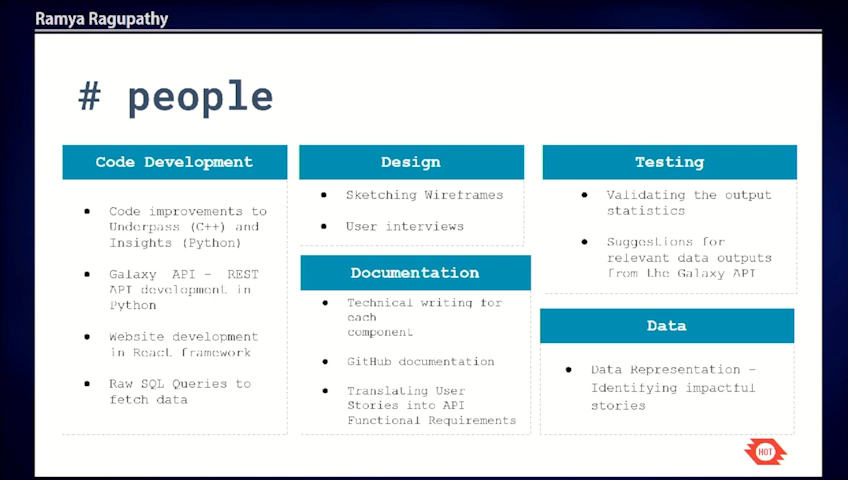 Ramya Ragupathy
# people
Code Development
Code improvements to
Underpass (C++) and
Insights (Python)
Galaxy API – REST
API development in
Python
Website development
in React framework
Raw SQL Queries to
fetch data
Design
Sketching Wireframes
User interviews
Documentation
Technical writing for
each
component
GitHub documentation
Translating User
Stories into API
Functional Requirements
Testing
Validating the output
statistics
Suggestions for
relevant data outputs
from the Galaxy API
Data
Data Representation –
Identifying impactful
stories
HOT